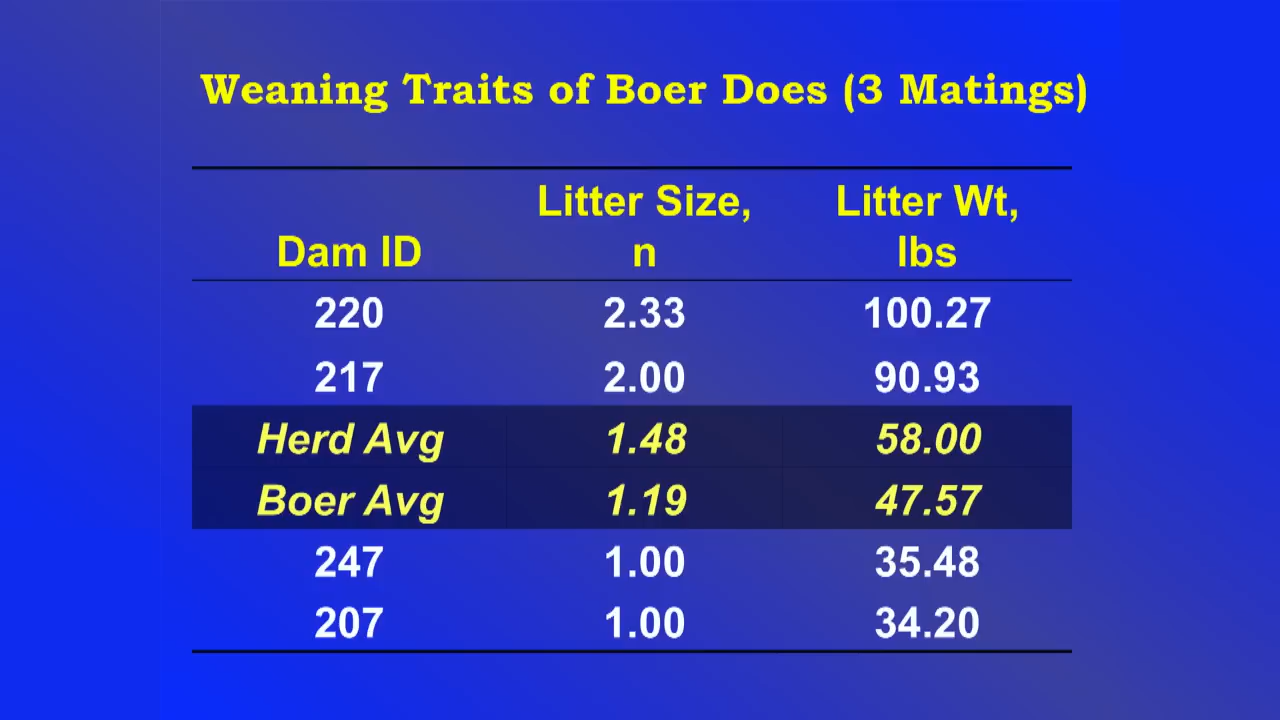 Weaning Traits of Boer Does (3 Matings)
Dam ID Litter Size, n Litter Wt, lbs
220 2.33 100.27
217 2.00 90.93
Herd Avg 1.48 58.00
Boer Avg 1.19 47.57
247 1.00 35.48
207 1.00 34.20